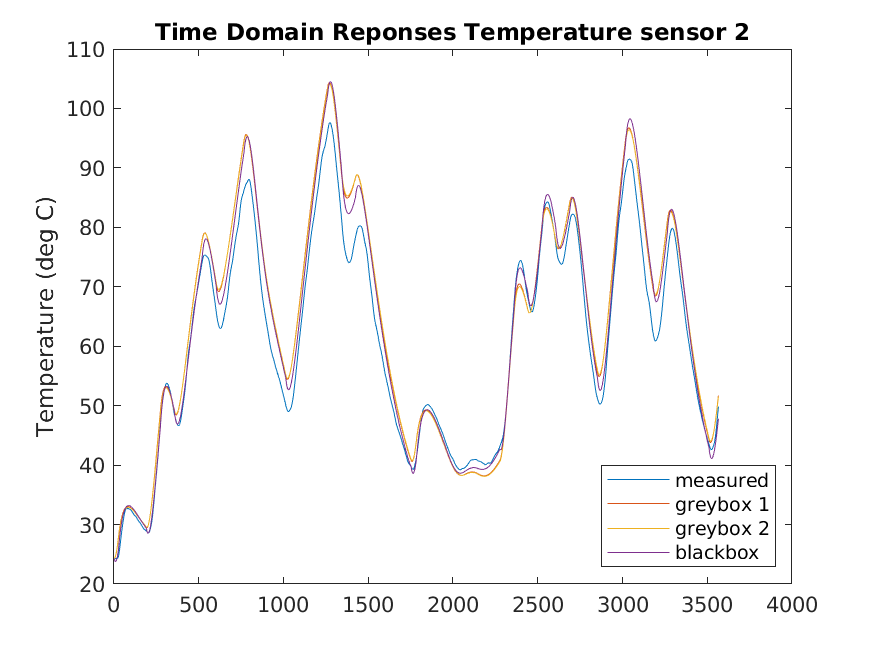 Time Domain Reponses Temperature sensor 2
Temperature (deg C)
110
100
90
80
70
60
50
40
30
20
0 500 1000 1500 2000 2500 3000 3500 4000
measured
greybox 1
greybox 2
blackbox